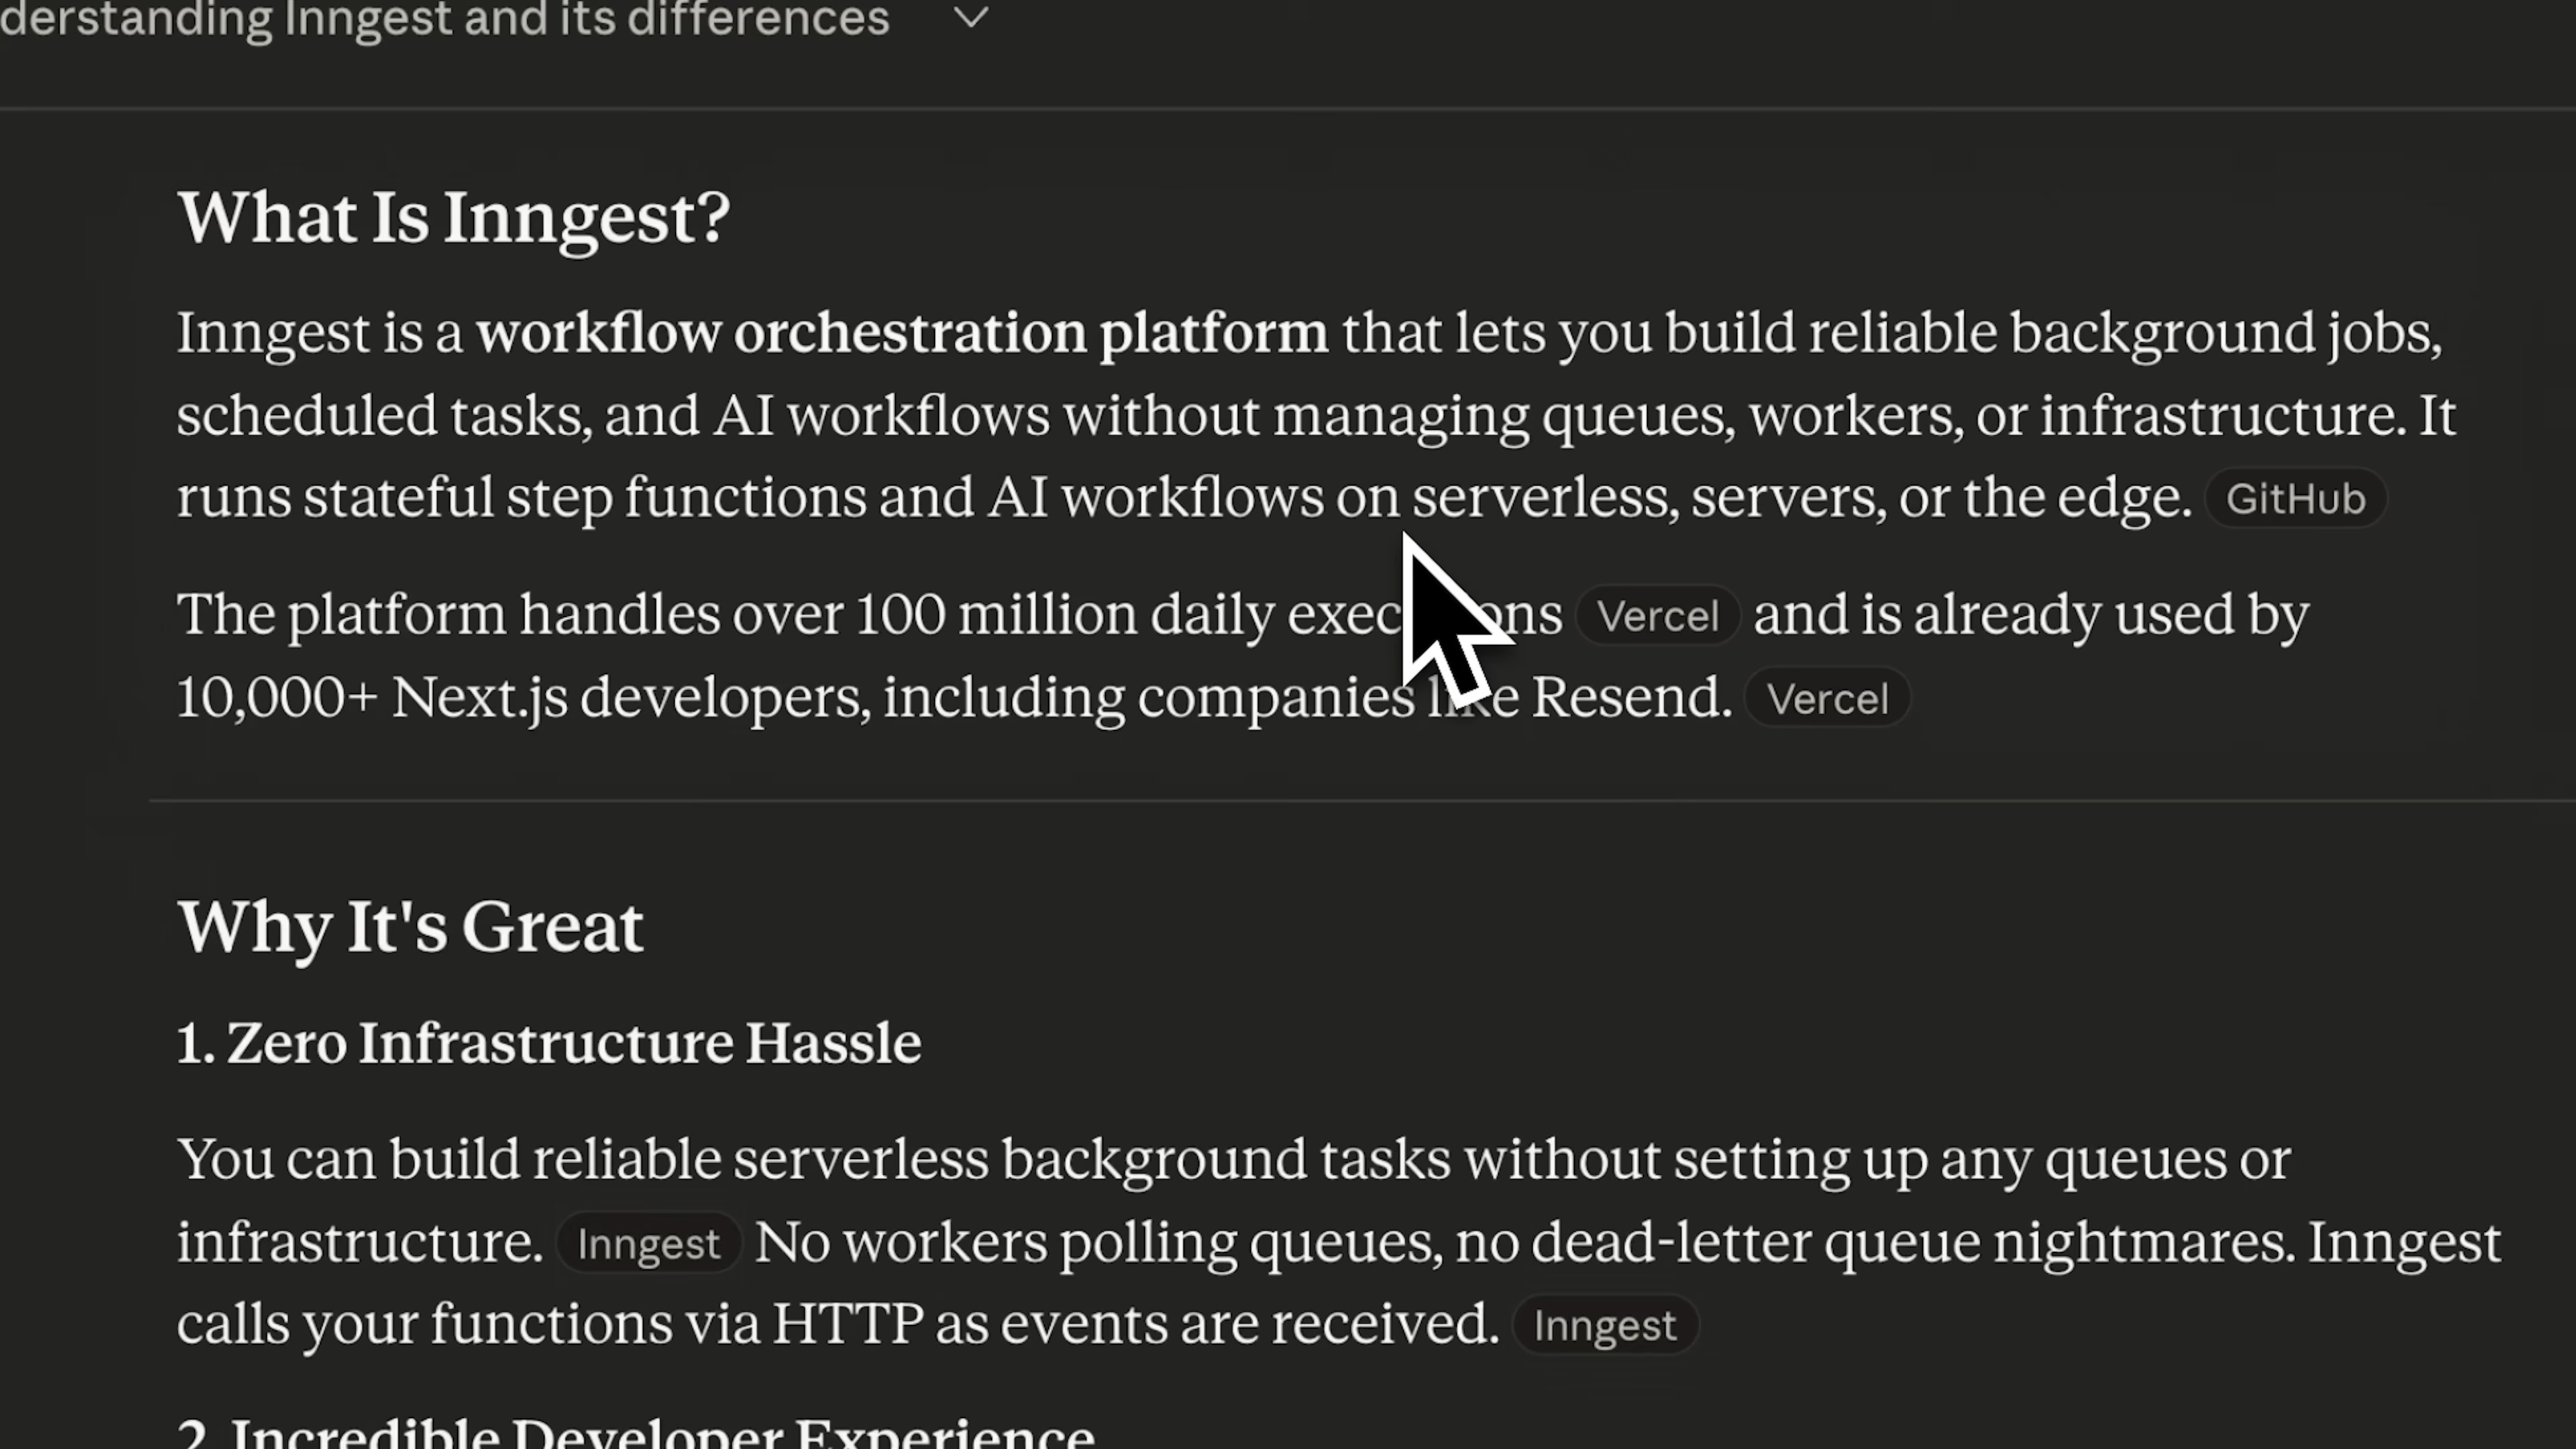 derstanding Inngest and its differences
What Is Inngest?
Inngest is a workflow orchestration platform that lets you build reliable background jobs,
scheduled tasks, and AI workflows without managing queues, workers, or infrastructure. It
runs stateful step functions and AI workflows on serverless, servers, or the edge. GitHub
The platform handles over 100 million daily executions Vercel and is already used by
10,000+ Next.js developers, including companies like Resend. Vercel
Why It's Great
1. Zero Infrastructure Hassle
You can build reliable serverless background tasks without setting up any queues or
infrastructure. Inngest No workers polling queues, no dead-letter queue nightmares. Inngest
calls your functions via HTTP as events are received. Inngest
2. Incredible Developer Experience